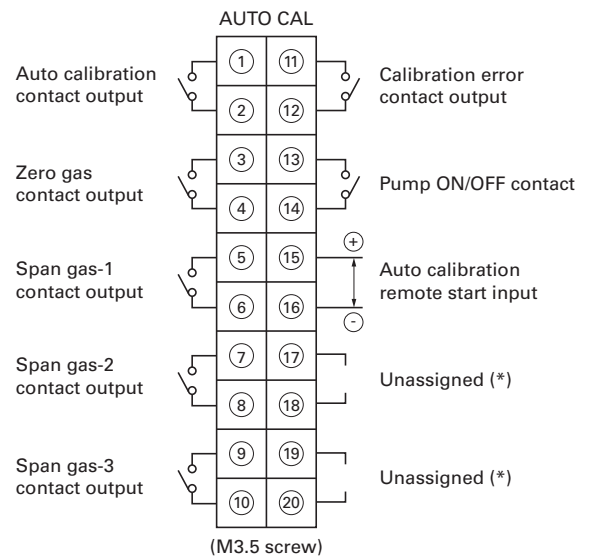 AUTO CAL
Auto calibration
contact output
① ⑪
② ⑫
Calibration error
contact output
Zero gas
contact output
③ ⑬
④ ⑭
Pump ON/OFF contact
Span gas-1
contact output
⑤ ⑮
⑥ ⑯
+
-
Auto calibration
remote start input
Span gas-2
contact output
⑦ ⑰
⑧ ⑱
Unassigned (*)
Span gas-3
contact output
⑨ ⑲
⑩ ⑳
Unassigned (*)
(M3.5 screw)